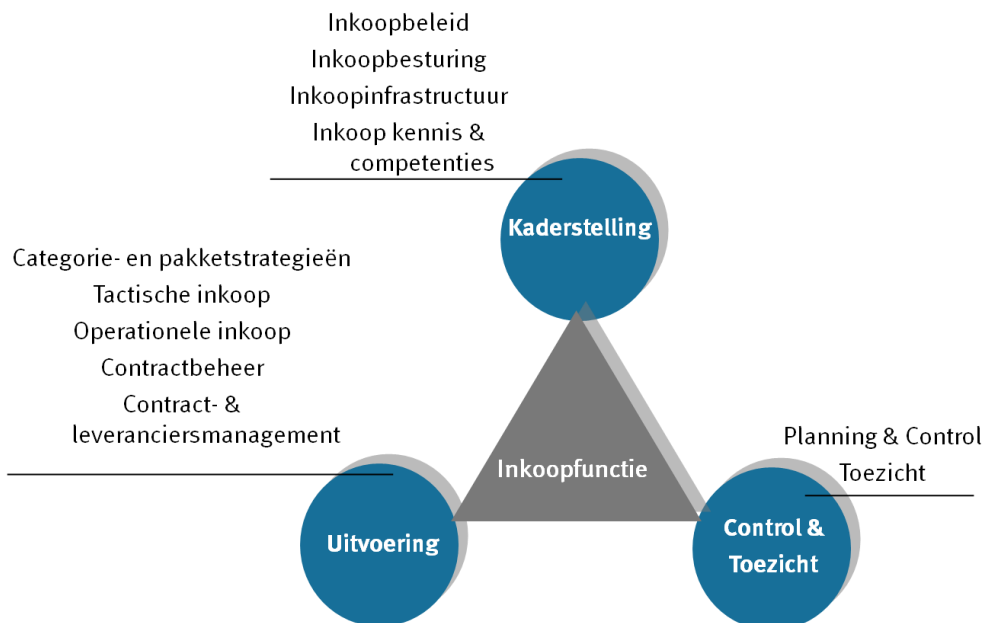 Inkoopbeleid
Inkoopbesturing
Inkoopinfrastructuur
Inkoop kennis &
competenties
Kaderstelling
Categorie- en pakketstrategieën
Tactische inkoop
Operationele inkoop
Contractbeheer
Contract- &
leveranciersmanagement
Planning & Control
Toezicht
Inkoopfunctie
Uitvoering
Control &
Toezicht